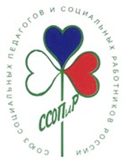 СОЮЗ СОЦИАЛЬНЫХ ПЕДАГОГОВ И СОЦИАЛЬНЫХ РАБОТНИКОВ РОССИИ
ССОПиР